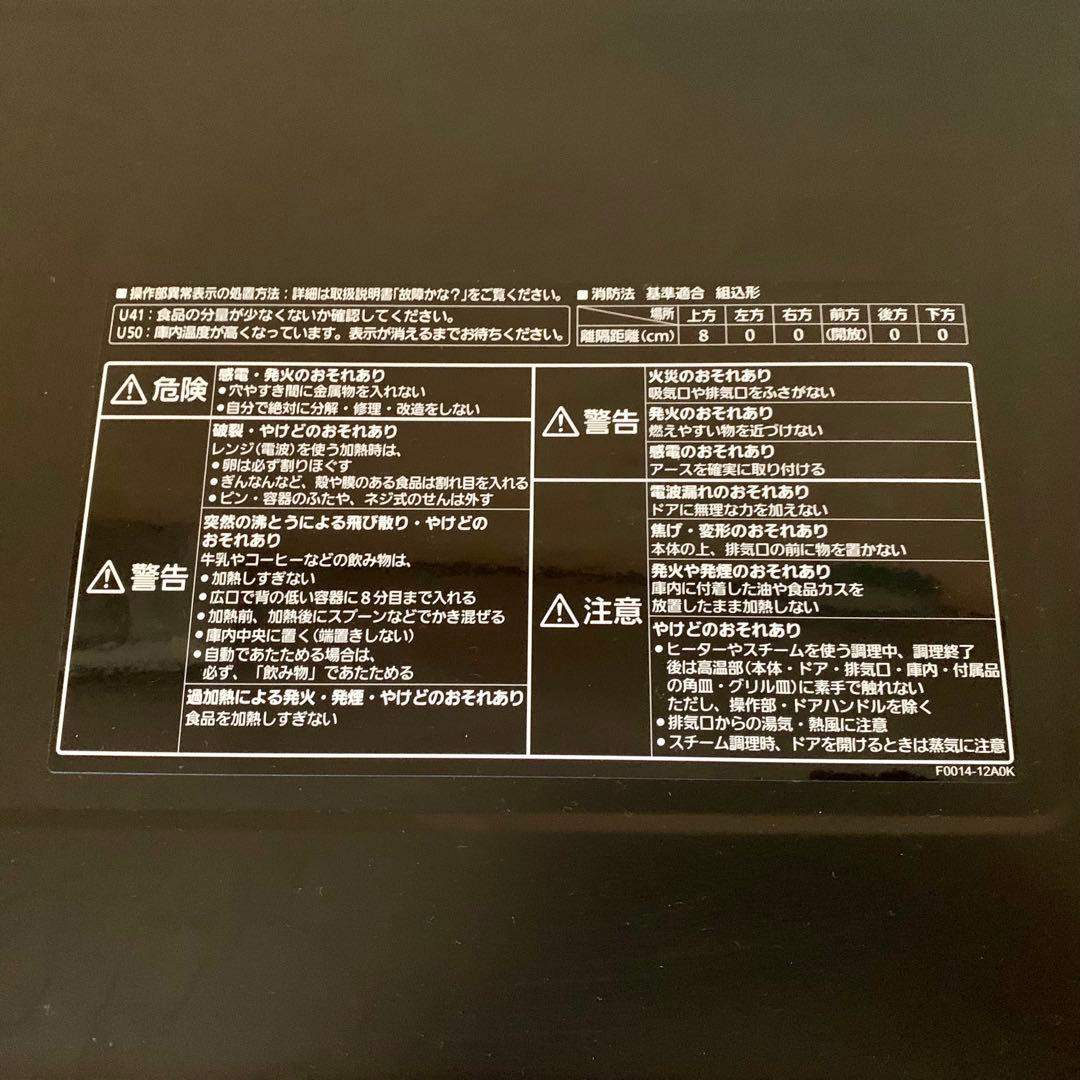 ■操作部異常表示の処置方法：詳細は取扱説明書「故障かな？」をご覧ください。
U41：食品の分量が少なくないか確認してください。
U50：庫内温度が高くなっています。表示が消えるまでお待ちください。
■消防法 基準適合 組込形
場所 上方 左方 右方 前方 後方 下方
離隔距離(cm) 8 0 0 (開放) 0 0
危険
感電・発火のおそれあり
●穴やすき間に金属物を入れない
●自分で絶対に分解・修理・改造をしない
警告
破裂・やけどのおそれあり
レンジ(電波)を使う加熱時は、
●卵は必ず割りほぐす
●ぎんなんなど、殻や膜のある食品は割れ目を入れる
●ビン・容器のふたや、ネジ式のせんは外す
突然の沸とうによる飛び散り・やけどの
おそれあり
牛乳やコーヒーなどの飲み物は、
●加熱しすぎない
●広口で背の低い容器に8分目まで入れる
●加熱前、加熱後にスプーンなどでかき混ぜる
●庫内中央に置く(端置きしない)
●自動であたためる場合は、
必ず、「飲み物」であたためる
過加熱による発火・発煙・やけどのおそれあり
食品を加熱しすぎない
警告
火災のおそれあり
吸気口や排気口をふさがない
発火のおそれあり
燃えやすい物を近づけない
感電のおそれあり
アースを確実に取り付ける
注意
電波漏れのおそれあり
ドアに無理な力を加えない
焦げ・変形のおそれあり
本体の上、排気口の前に物を置かない
発火や発煙のおそれあり
庫内に付着した油や食品カスを
放置したまま加熱しない
やけどのおそれあり
●ヒーターやスチームを使う調理中、調理終了
後は高温部(本体・ドア・排気口・庫内・付属品
の角皿・グリル皿)に素手で触れない
ただし、操作部・ドアハンドルを除く
●排気口からの湯気・熱風に注意
●スチーム調理時、ドアを開けるときは蒸気に注意
F0014-12A0K